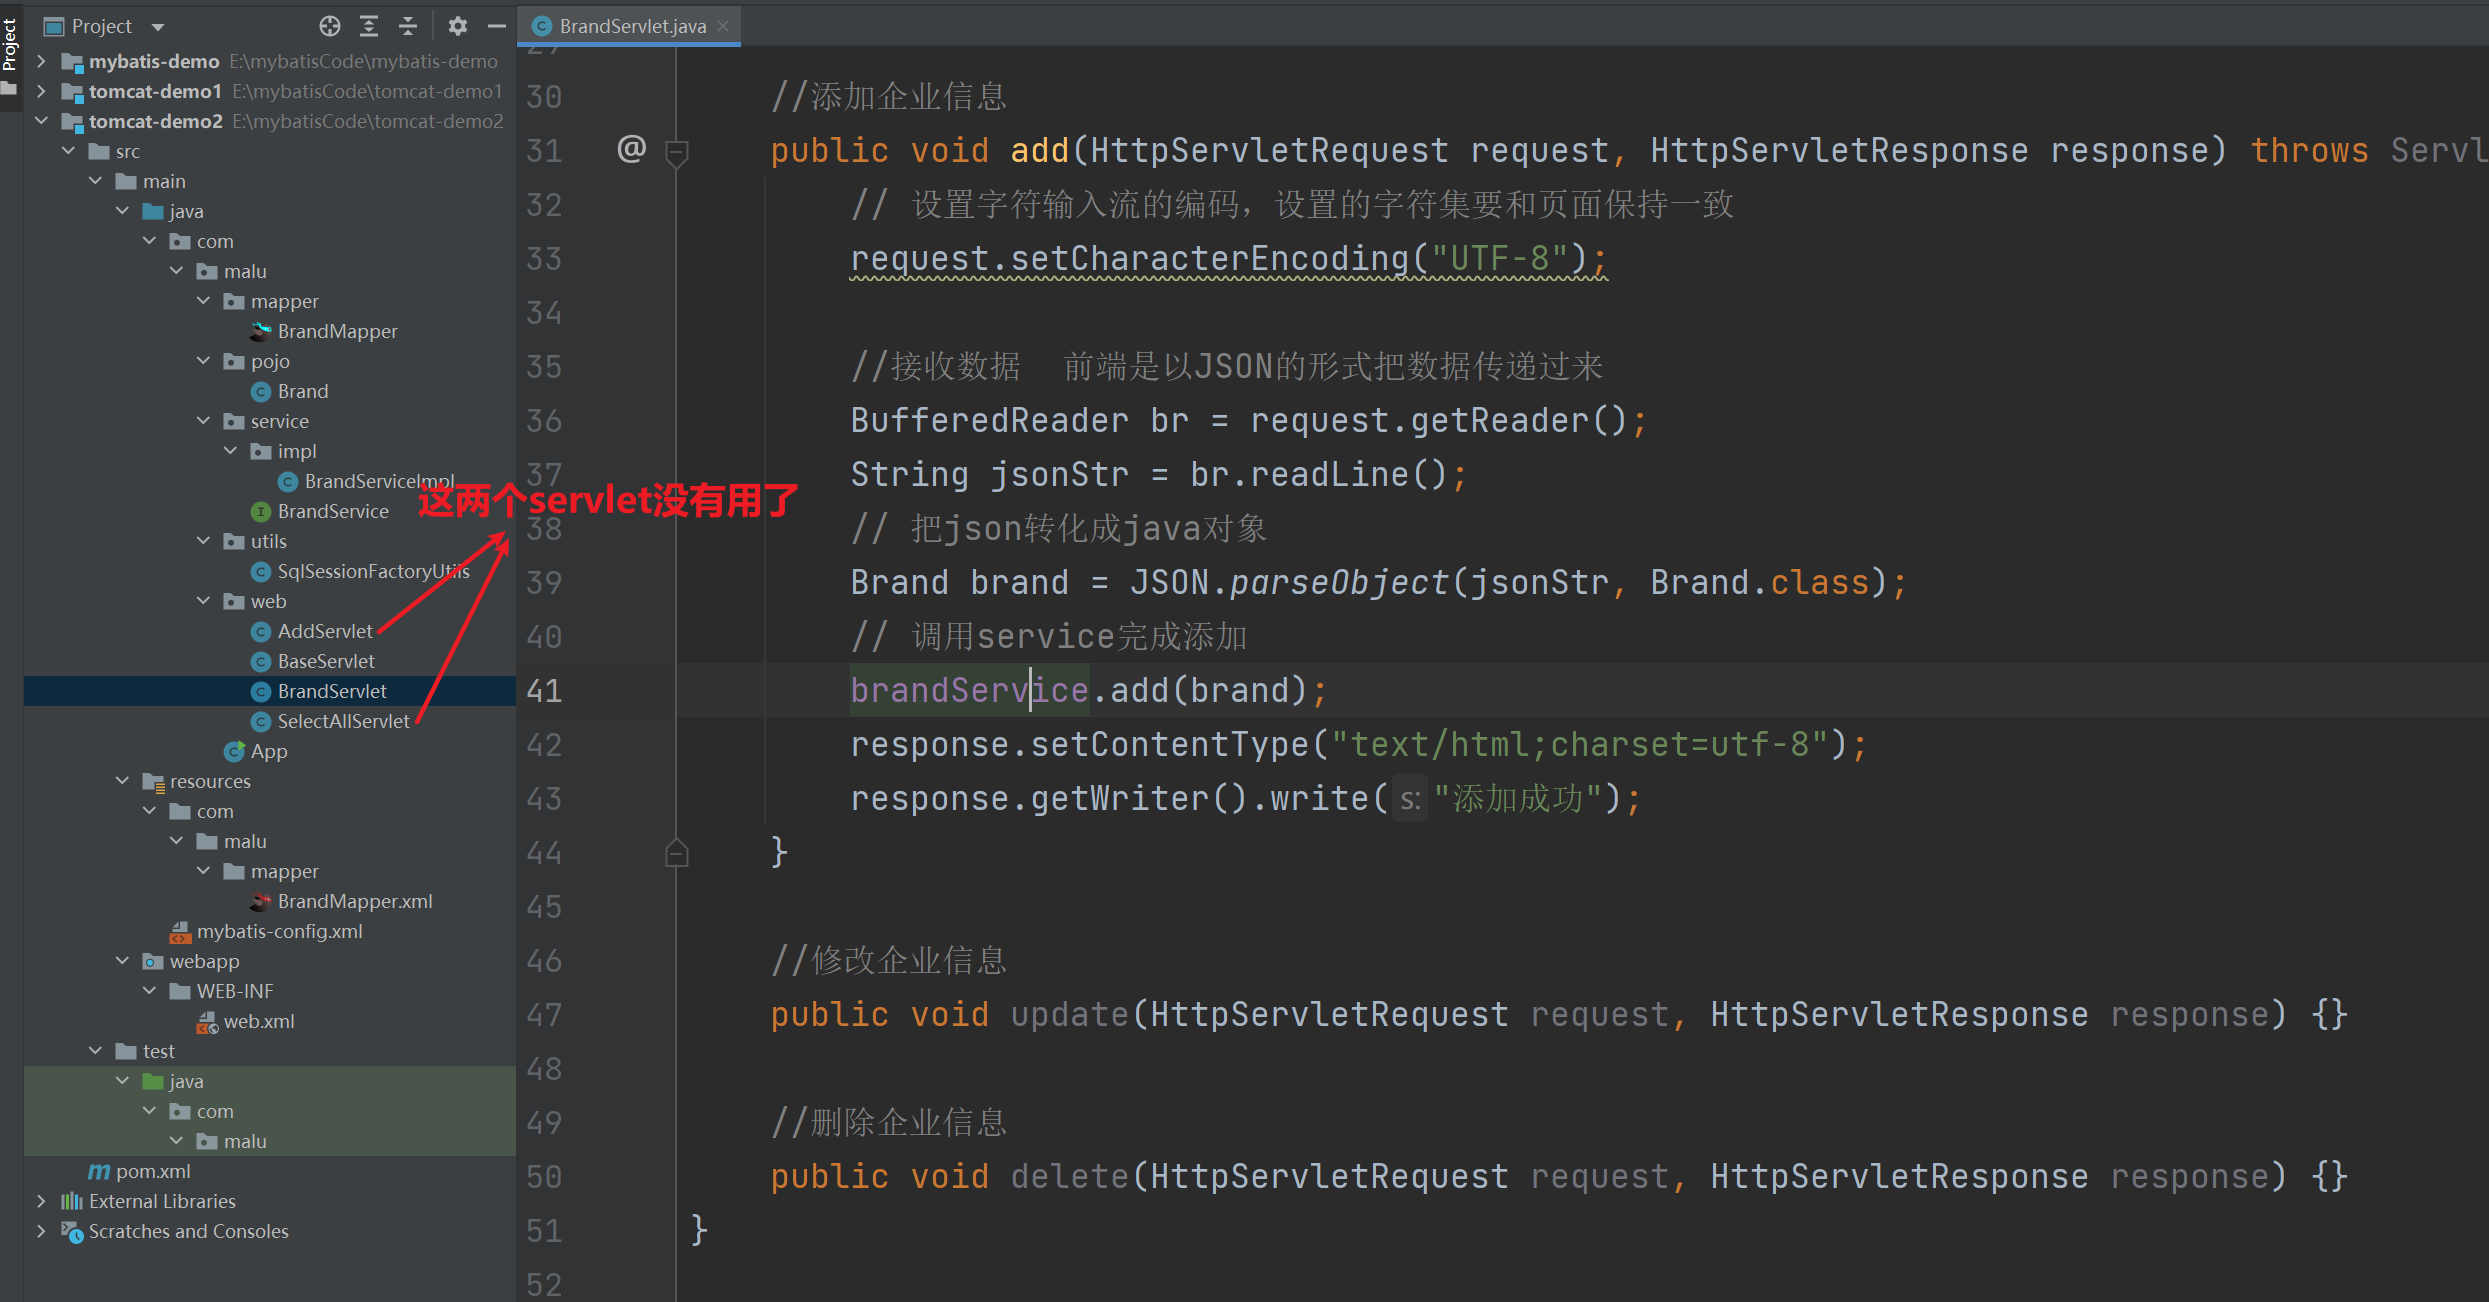 Project
Project
BrandServlet.java
mybatis-demo E:\mybatisCode\mybatis-demo
tomcat-demo1 E:\mybatisCode\tomcat-demo1
tomcat-demo2 E:\mybatisCode\tomcat-demo2
src
main
java
com
malu
mapper
BrandMapper
pojo
Brand
service
impl
BrandServiceImpl
BrandService
utils
SqlSessionFactoryUtils
web
AddServlet
BaseServlet
BrandServlet
SelectAllServlet
App
resources
com
malu
mapper
BrandMapper.xml
mybatis-config.xml
webapp
WEB-INF
web.xml
test
java
com
malu
pom.xml
External Libraries
Scratches and Consoles
这两个servlet没有用了
29
30 //添加企业信息
31 @ public void add(HttpServletRequest request, HttpServletResponse response) throws Servl
32 // 设置字符输入流的编码，设置的字符集要和页面保持一致
33 request.setCharacterEncoding("UTF-8");
34
35 //接收数据 前端是以JSON的形式把数据传递过来
36 BufferedReader br = request.getReader();
37 String jsonStr = br.readLine();
38 // 把json转化成java对象
39 Brand brand = JSON.parseObject(jsonStr, Brand.class);
40 // 调用service完成添加
41 brandService.add(brand);
42 response.setContentType("text/html;charset=utf-8");
43 response.getWriter().write( s: "添加成功");
44 }
45
46 //修改企业信息
47 public void update(HttpServletRequest request, HttpServletResponse response) {}
48
49 //删除企业信息
50 public void delete(HttpServletRequest request, HttpServletResponse response) {}
51 }
52